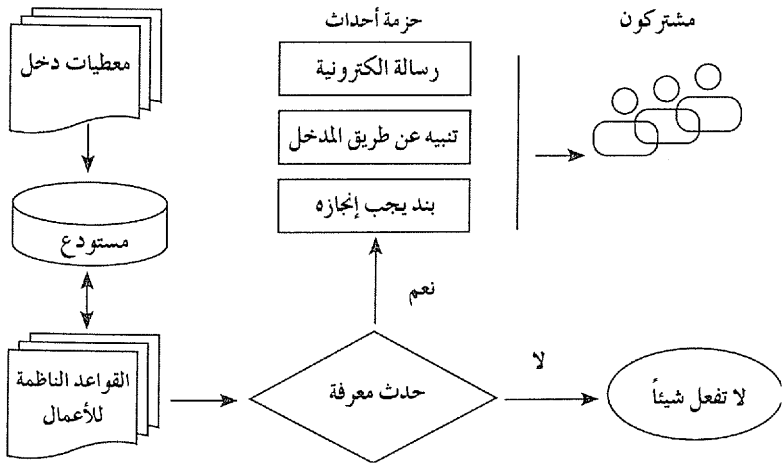 مشتركون
حزمة أحداث
معطيات دخل
رسالة الكترونية
تنبيه عن طريق المدخل
بند يجب إنجازه
مستودع
نعم
القواعد الناظمة
للأعمال
حدث معرفة
لا
لا تفعل شيئاً